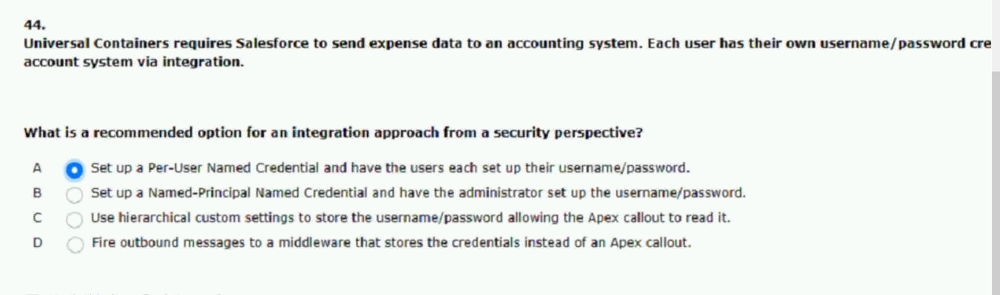 44.
Universal Containers requires Salesforce to send expense data to an accounting system. Each user has their own username/password cre
account system via integration.
What is a recommended option for an integration approach from a security perspective?
A Set up a Per-User Named Credential and have the users each set up their username/password.
B Set up a Named-Principal Named Credential and have the administrator set up the username/password.
C Use hierarchical custom settings to store the username/password allowing the Apex callout to read it.
D Fire outbound messages to a middleware that stores the credentials instead of an Apex callout.